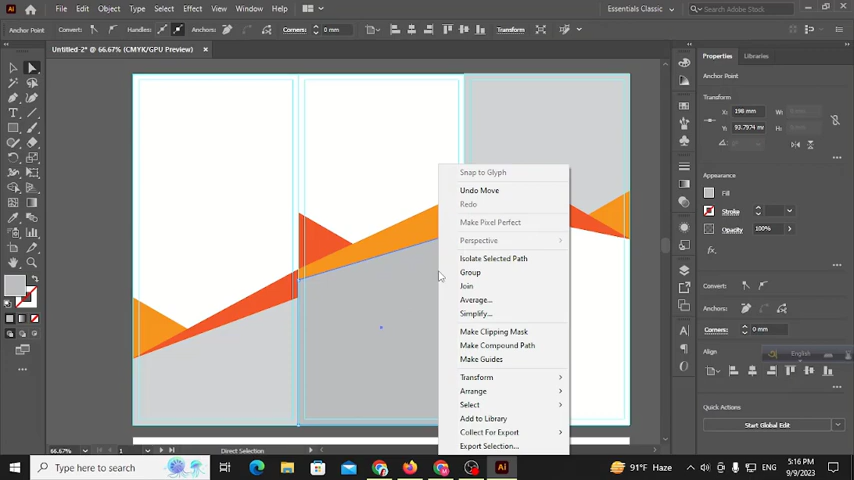 Ai File Edit Object Type Select Effect View Window Help Essentials Classic Search Adobe Stock
Anchor Point Convert: Handles: Anchors: Corners: 0 mm Transform
Untitled-2* @ 66.67% (CMYK/GPU Preview) ×
Properties Libraries
Anchor Point
Transform
X: 198 mm W:
Y: 93.7974 mm H:
Appearance
Fill
Stroke
Opacity 100%
fx
Convert:
Anchors:
Corners: 0 mm
Align
English
Quick Actions
Start Global Edit
Snap to Glyph
Undo Move
Redo
Make Pixel Perfect
Perspective
Isolate Selected Path
Group
Join
Average...
Simplify...
Make Clipping Mask
Make Compound Path
Make Guides
Transform
Arrange
Select
Add to Library
Collect For Export
Export Selection...
66.67% 1 Direct Selection
Type here to search
91°F Haze ENG 5:16 PM
9/9/2023